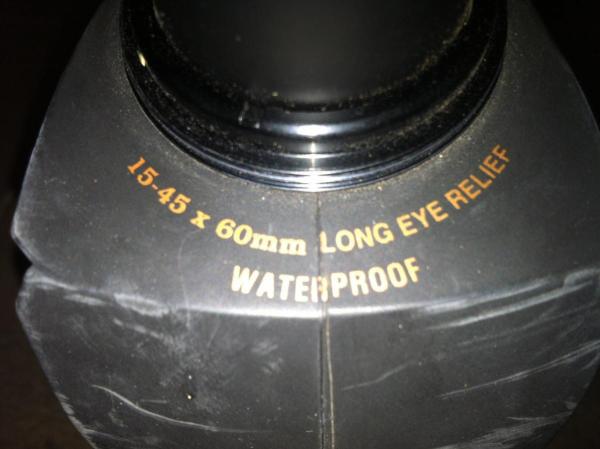 15-45 x 60mm LONG EYE RELIEF
WATERPROOF